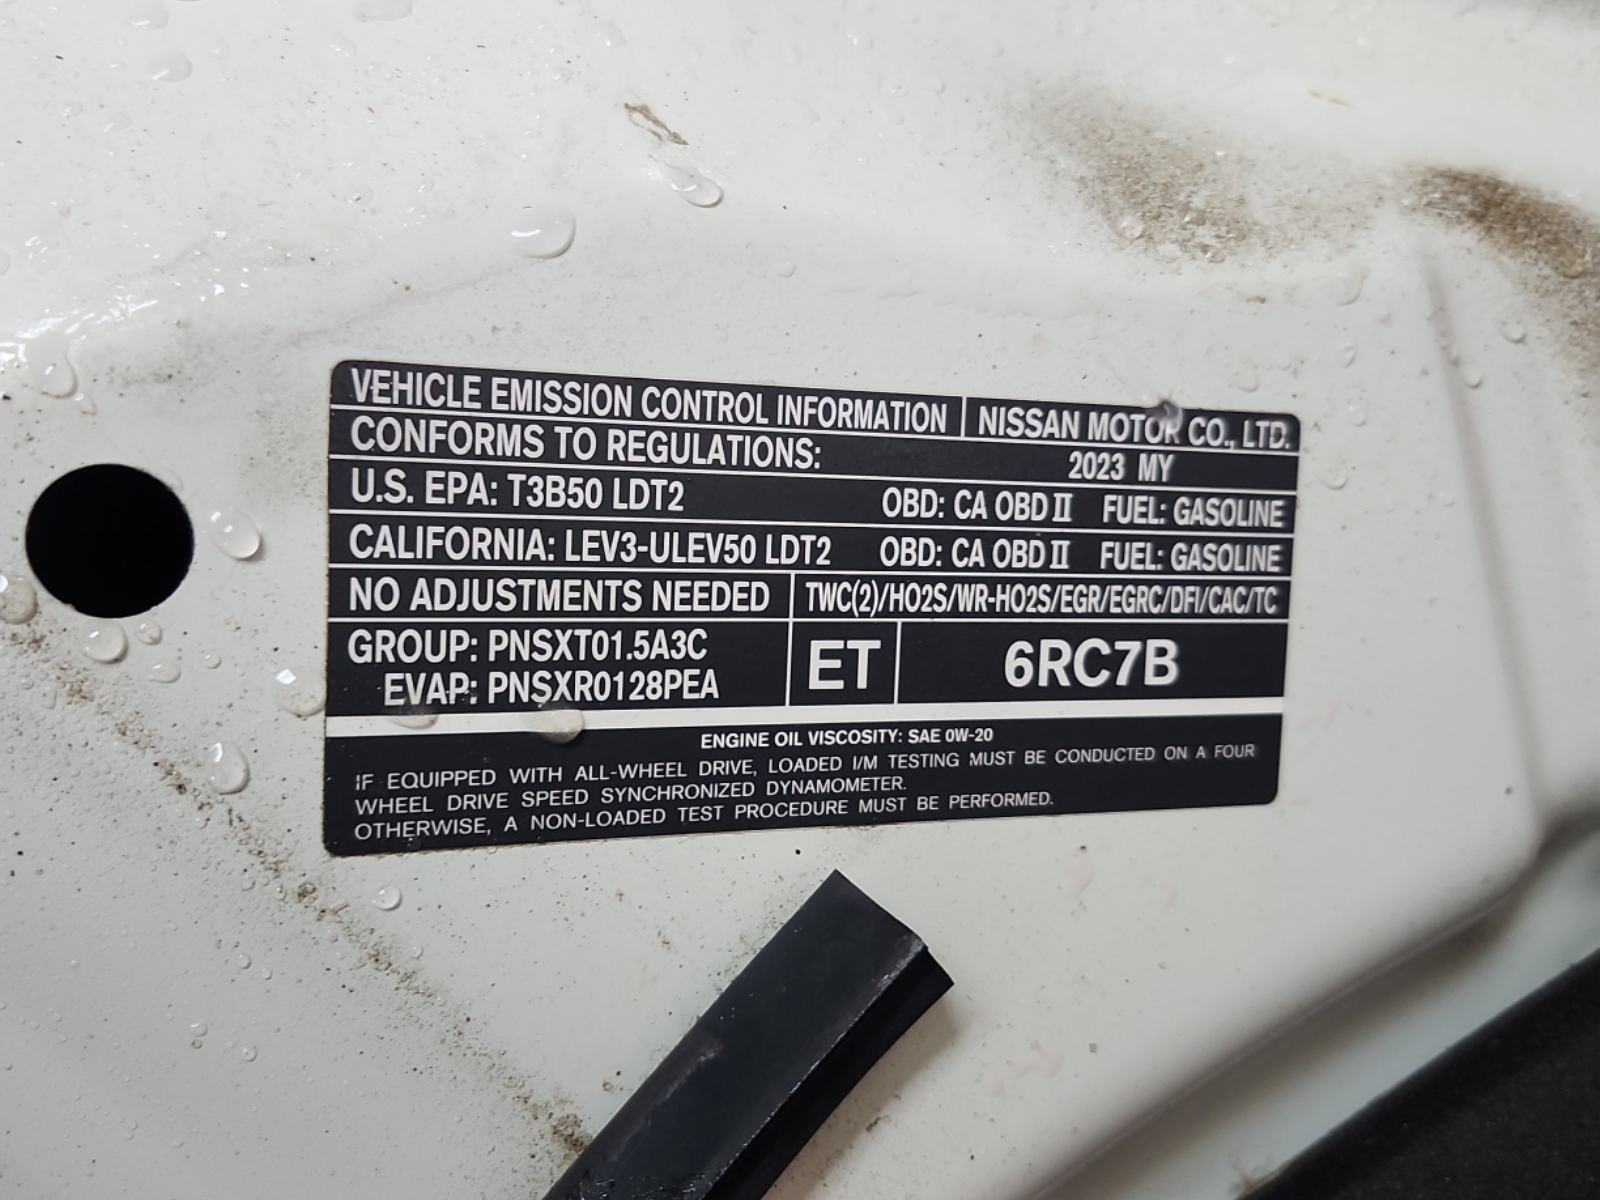 VEHICLE EMISSION CONTROL INFORMATION NISSAN MOTOR CO., LTD.
CONFORMS TO REGULATIONS: 2023 MY
U.S. EPA: T3B50 LDT2 OBD: CA OBD II FUEL: GASOLINE
CALIFORNIA: LEV3-ULEV50 LDT2 OBD: CA OBD II FUEL: GASOLINE
NO ADJUSTMENTS NEEDED TWC(2)/HO2S/WR-HO2S/EGR/EGRC/DFI/CAC/TC
GROUP: PNSXT01.5A3C
EVAP: PNSXR0128PEA
ET 6RC7B
ENGINE OIL VISCOSITY: SAE 0W-20
IF EQUIPPED WITH ALL-WHEEL DRIVE, LOADED I/M TESTING MUST BE CONDUCTED ON A FOUR
WHEEL DRIVE SPEED SYNCHRONIZED DYNAMOMETER.
OTHERWISE, A NON-LOADED TEST PROCEDURE MUST BE PERFORMED.